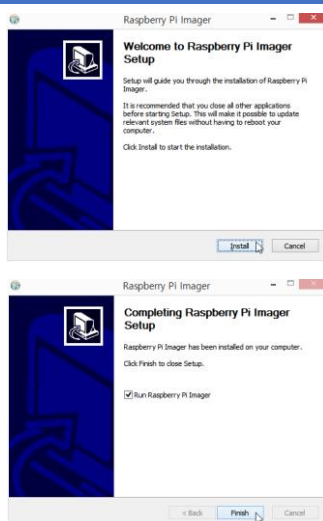 Raspberry Pi Imager
Welcome to Raspberry Pi Imager
Setup
Setup will guide you through the installation of Raspberry Pi
Imager.
It is recommended that you close all other applications
before starting Setup. This will make it possible to update
relevant system files without having to reboot your
computer.
Click Install to start the installation.
Install
Cancel
Raspberry Pi Imager
Completing Raspberry Pi Imager
Setup
Raspberry Pi Imager has been installed on your computer.
Click Finish to close Setup.
Run Raspberry Pi Imager
< Back
Finish
Cancel